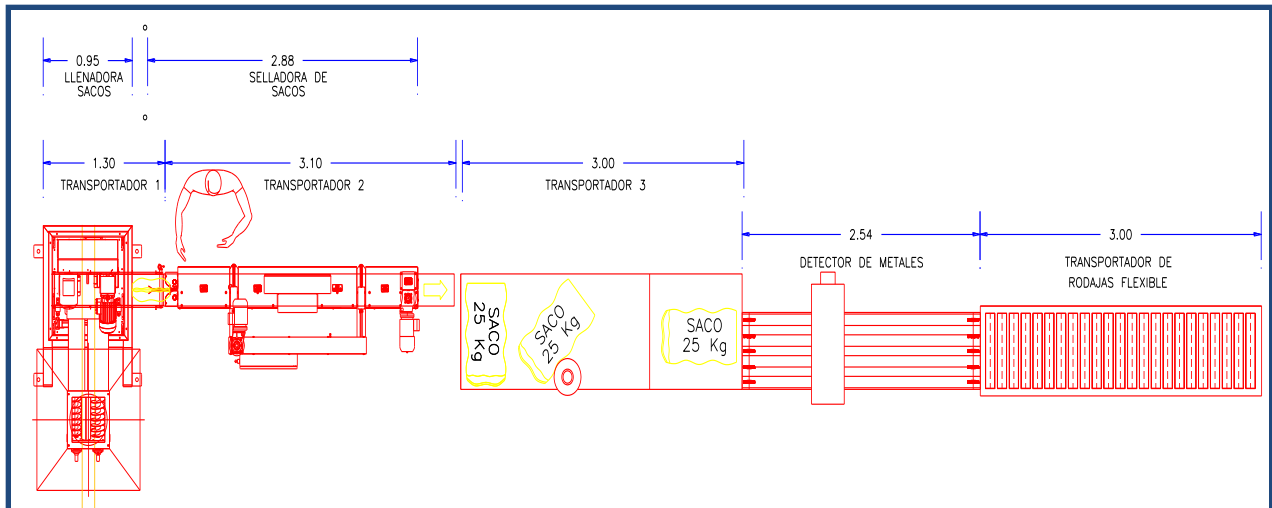 0.95
LLENADORA
SACOS
2.88
SELLADORA DE
SACOS
1.30
TRANSPORTADOR 1
3.10
TRANSPORTADOR 2
3.00
TRANSPORTADOR 3
2.54
DETECTOR DE METALES
3.00
TRANSPORTADOR DE
RODAJAS FLEXIBLE
SACO
25 Kg
SACO
25 Kg
SACO
25 Kg